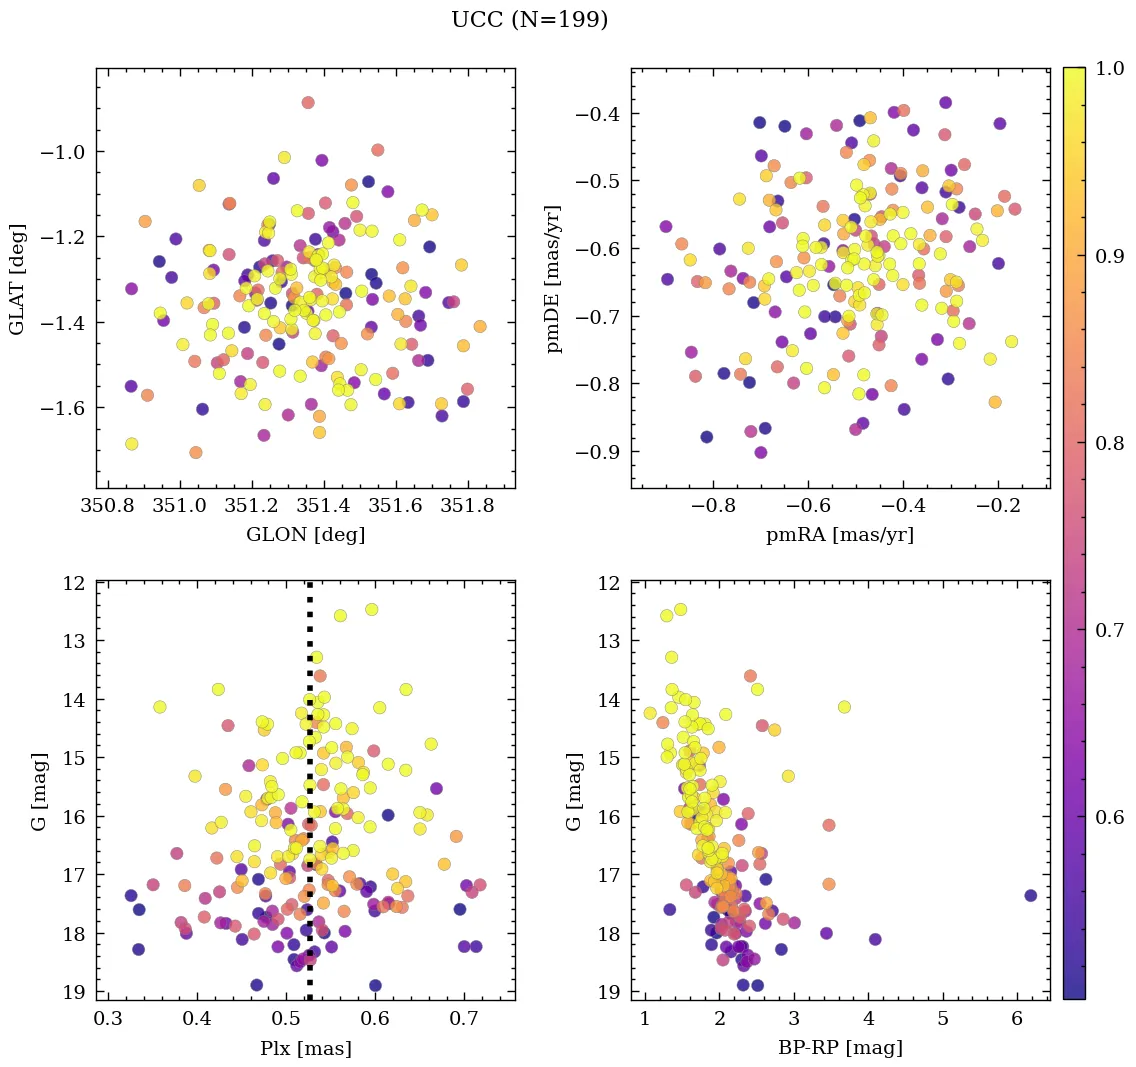 UCC (N=199)
−1.0
−1.2
−1.4
−1.6
GLAT [deg]
350.8 351.0 351.2 351.4 351.6 351.8
GLON [deg]
−0.4
−0.5
−0.6
−0.7
−0.8
−0.9
pmDE [mas/yr]
−0.8 −0.6 −0.4 −0.2
pmRA [mas/yr]
1.0
0.9
0.8
0.7
0.6
12
13
14
15
16
17
18
19
G [mag]
0.3 0.4 0.5 0.6 0.7
Plx [mas]
12
13
14
15
16
17
18
19
G [mag]
1 2 3 4 5 6
BP-RP [mag]